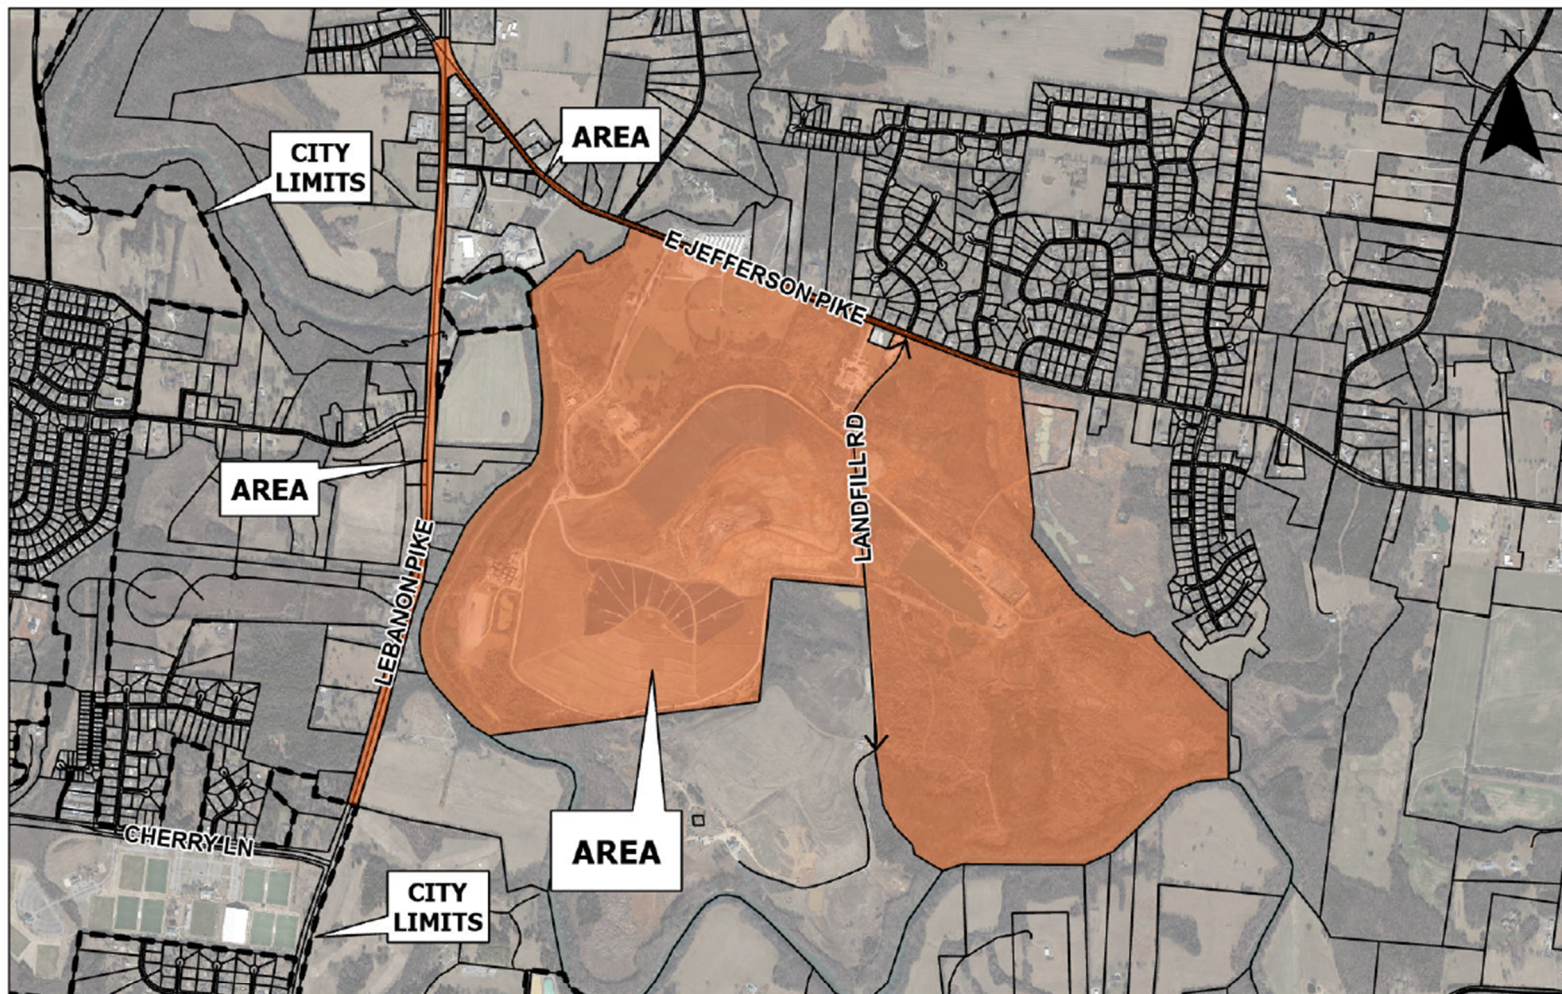 N
AREA
CITY
LIMITS
E JEFFERSON PIKE
AREA
LANDFILL RD
LEBANON PIKE
CHERRY LN
AREA
CITY
LIMITS